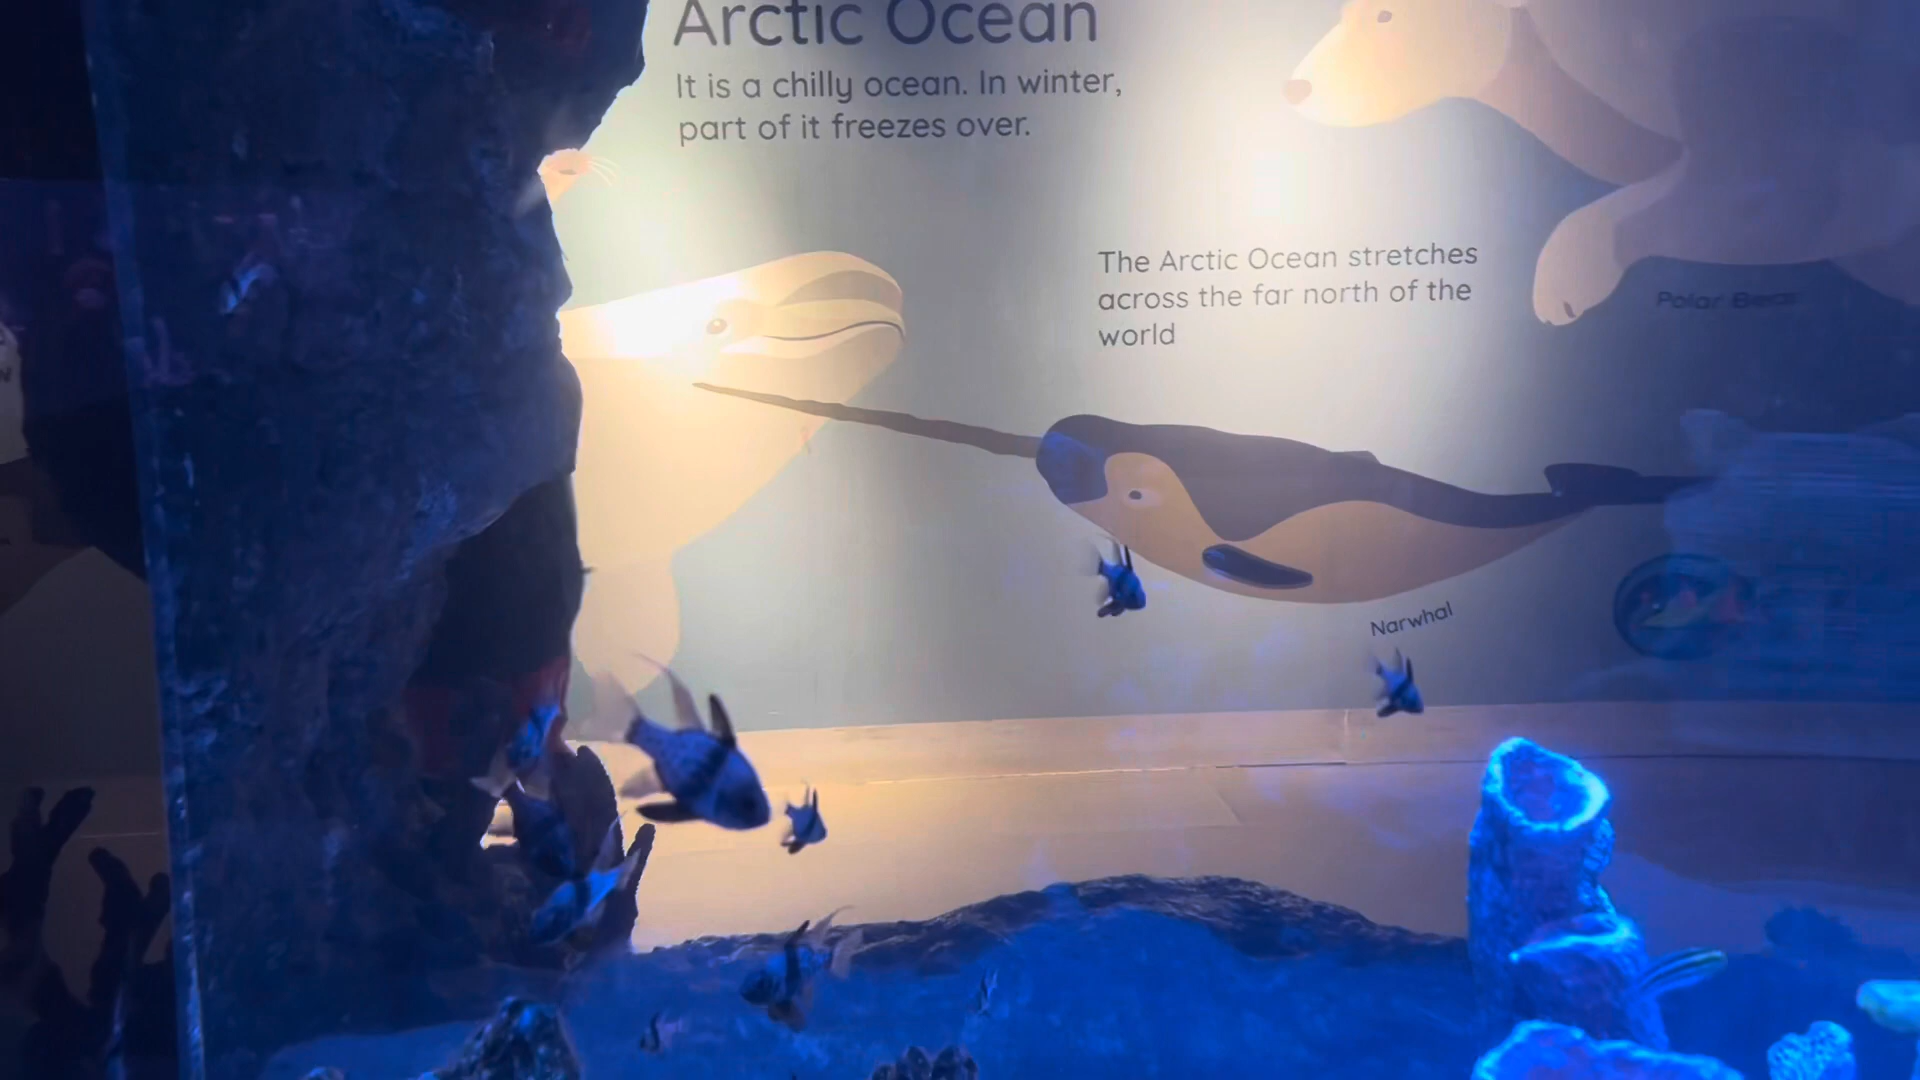 Arctic Ocean
It is a chilly ocean. In winter,
part of it freezes over.
The Arctic Ocean stretches
across the far north of the
world
Polar Bear
Narwhal